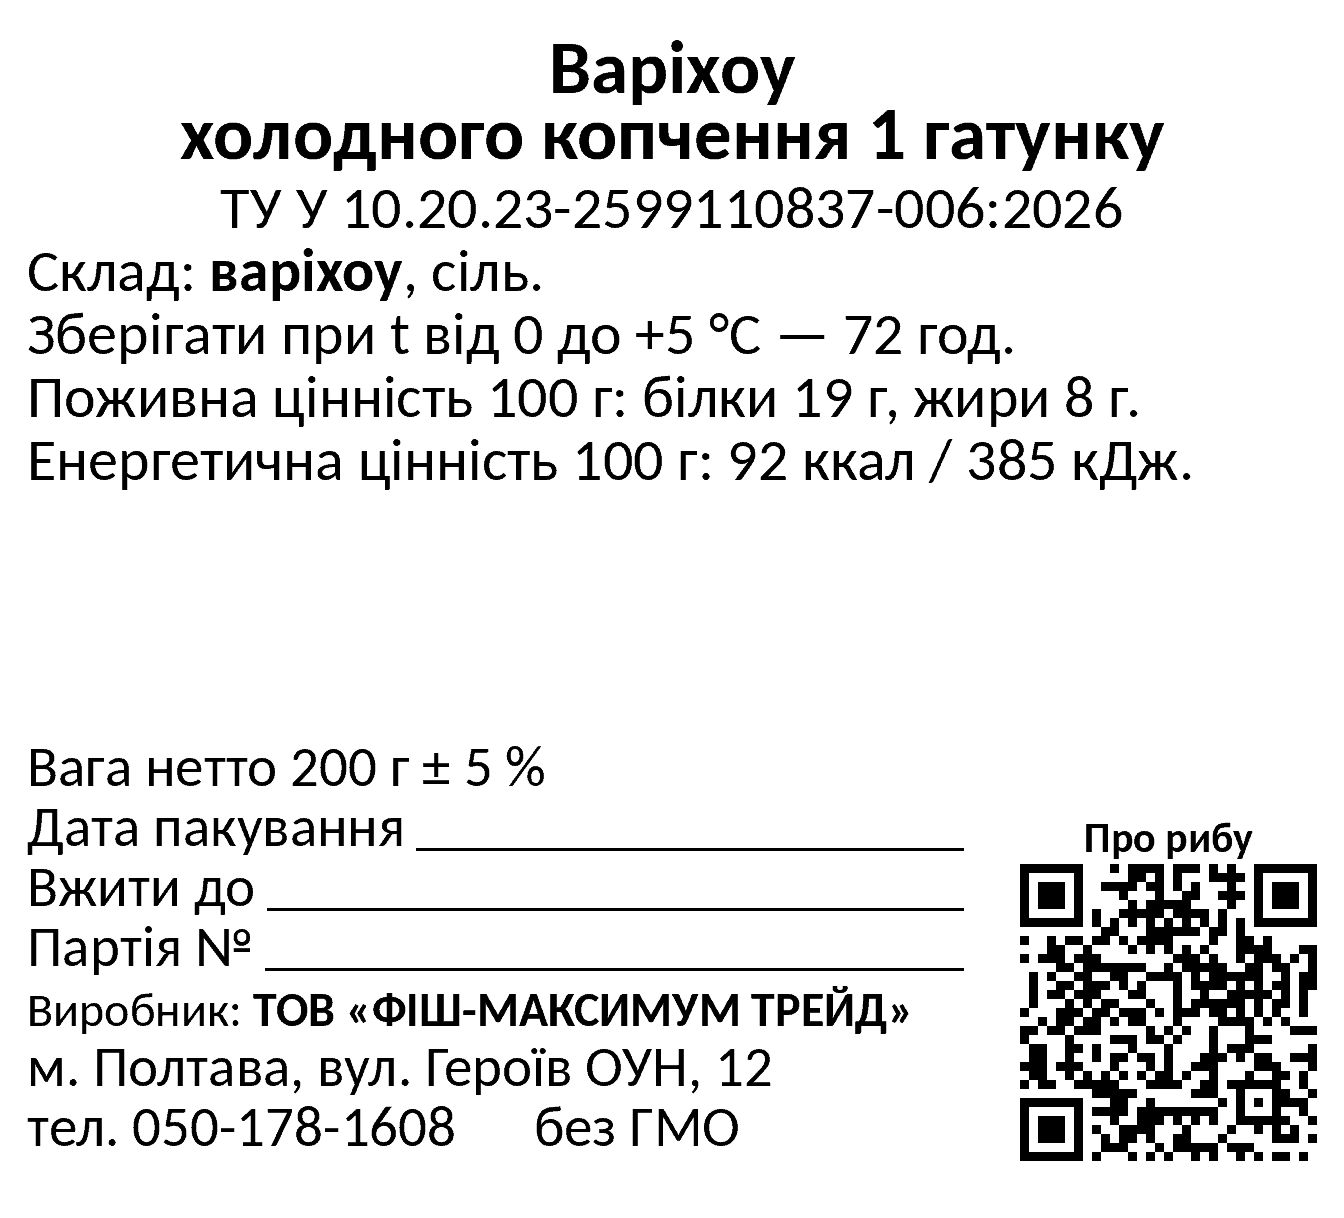 Варіхоу
холодного копчення 1 гатунку
ТУ У 10.20.23-2599110837-006:2026
Склад: варіхоу, сіль.
Зберігати при t від 0 до +5 °С — 72 год.
Поживна цінність 100 г: білки 19 г, жири 8 г.
Енергетична цінність 100 г: 92 ккал / 385 кДж.
Вага нетто 200 г ± 5 %
Дата пакування
Вжити до
Партія №
Про рибу
Виробник: ТОВ «ФІШ-МАКСИМУМ ТРЕЙД»
м. Полтава, вул. Героїв ОУН, 12
тел. 050-178-1608 без ГМО